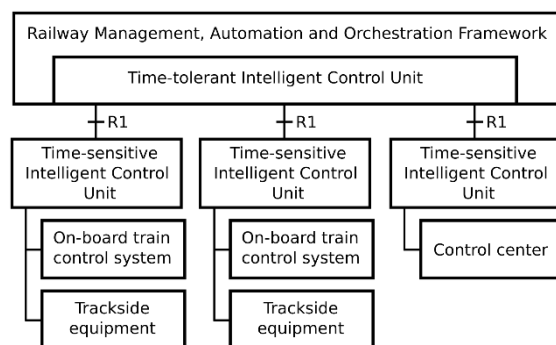 Railway Management, Automation and Orchestration Framework
Time-tolerant Intelligent Control Unit
R1
R1
R1
Time-sensitive
Intelligent Control
Unit
Time-sensitive
Intelligent Control
Unit
Time-sensitive
Intelligent Control
Unit
On-board train
control system
On-board train
control system
Control center
Trackside
equipment
Trackside
equipment